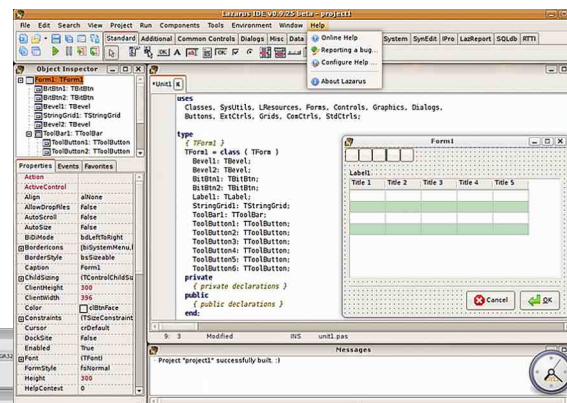 Lazarus IDE v0.9.25 beta - project1
File Edit Search View Project Run Components Tools Environment Window Help
Standard Additional Common Controls Dialogs Misc Data System SynEdit IPro LazReport SQLdb RTTI
Online Help
Reporting a bug...
Configure Help ...
About Lazarus
Object Inspector
Form1: TForm1
BitBtn1: TBitBtn
BitBtn2: TBitBtn
Bevel1: TBevel
StringGrid1: TStringGrid
Bevel2: TBevel
ToolBar1: TToolBar
ToolButton1: TToolButton
ToolButton2: TToolButton
Properties Events Favorites
Action
ActiveControl
Align alNone
AllowDropFiles False
AutoScroll False
AutoSize False
BiDiMode bdLeftToRight
BorderIcons [biSystemMenu,
BorderStyle bsSizeable
Caption Form1
ChildSizing (TControlChildSi
ClientHeight 300
ClientWidth 396
Color clBtnFace
Constraints (TSizeConstraint
Cursor crDefault
DockSite False
Enabled True
Font (TFont)
FormStyle fsNormal
Height 300
HelpContext 0
*Unit1
uses
Classes, SysUtils, LResources, Forms, Controls, Graphics, Dialogs,
Buttons, ExtCtrls, Grids, ComCtrls, StdCtrls;
type
{ TForm1 }
TForm1 = class ( TForm )
Bevel1: TBevel;
Bevel2: TBevel;
BitBtn1: TBitBtn;
BitBtn2: TBitBtn;
Label1: TLabel;
StringGrid1: TStringGrid;
ToolBar1: TToolBar;
ToolButton1: TToolButton;
ToolButton2: TToolButton;
ToolButton3: TToolButton;
ToolButton4: TToolButton;
ToolButton5: TToolButton;
ToolButton6: TToolButton;
private
{ private declarations }
public
{ public declarations }
end;
9: 3 Modified INS unit1.pas
Form1
Label1
Title 1 Title 2 Title 3 Title 4 Title 5
Cancel OK
Messages
Project "project1" successfully built. :)